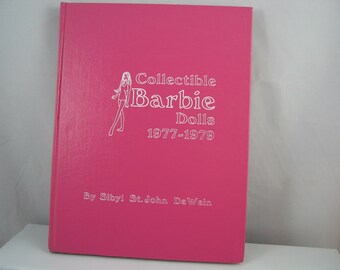 Collectible
Barbie
Dolls
1977-1979
By Sibyl St. John DeWein